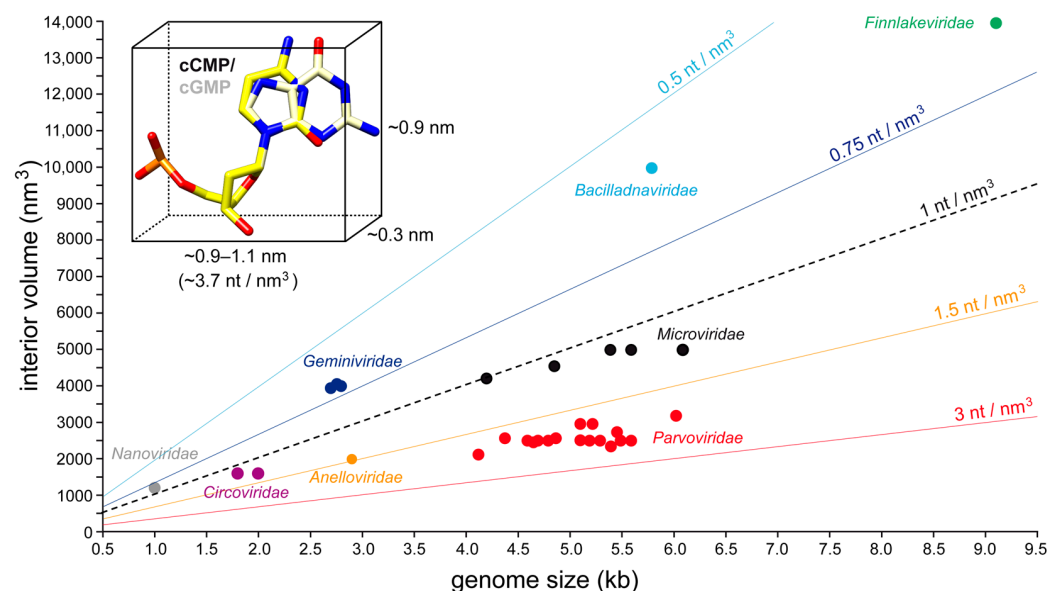 14,000
13,000
12,000
11,000
10,000
9000
8000
7000
6000
5000
4000
3000
2000
1000
0
interior volume (nm³)
0.5
1.0
1.5
2.0
2.5
3.0
3.5
4.0
4.5
5.0
5.5
6.0
6.5
7.0
7.5
8.0
8.5
9.0
9.5
genome size (kb)
cCMP/
cGMP
~0.9 nm
~0.3 nm
~0.9–1.1 nm
(~3.7 nt / nm³ )
0.5 nt / nm³
0.75 nt / nm³
1 nt / nm³
1.5 nt / nm³
3 nt / nm³
Finnlakeviridae
Bacilladnaviridae
Geminiviridae
Microviridae
Parvoviridae
Nanoviridae
Circoviridae
Anelloviridae